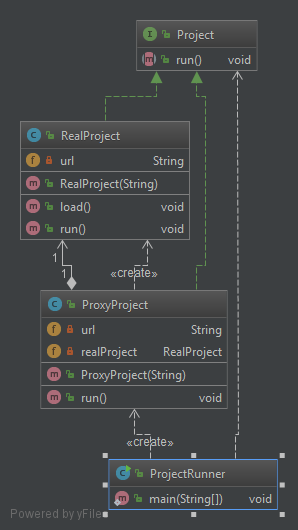 Project
run() void
RealProject
url String
RealProject(String)
load() void
run() void
1
1
«create»
ProxyProject
url String
realProject RealProject
ProxyProject(String)
run() void
«create»
ProjectRunner
main(String[]) void
Powered by yFile